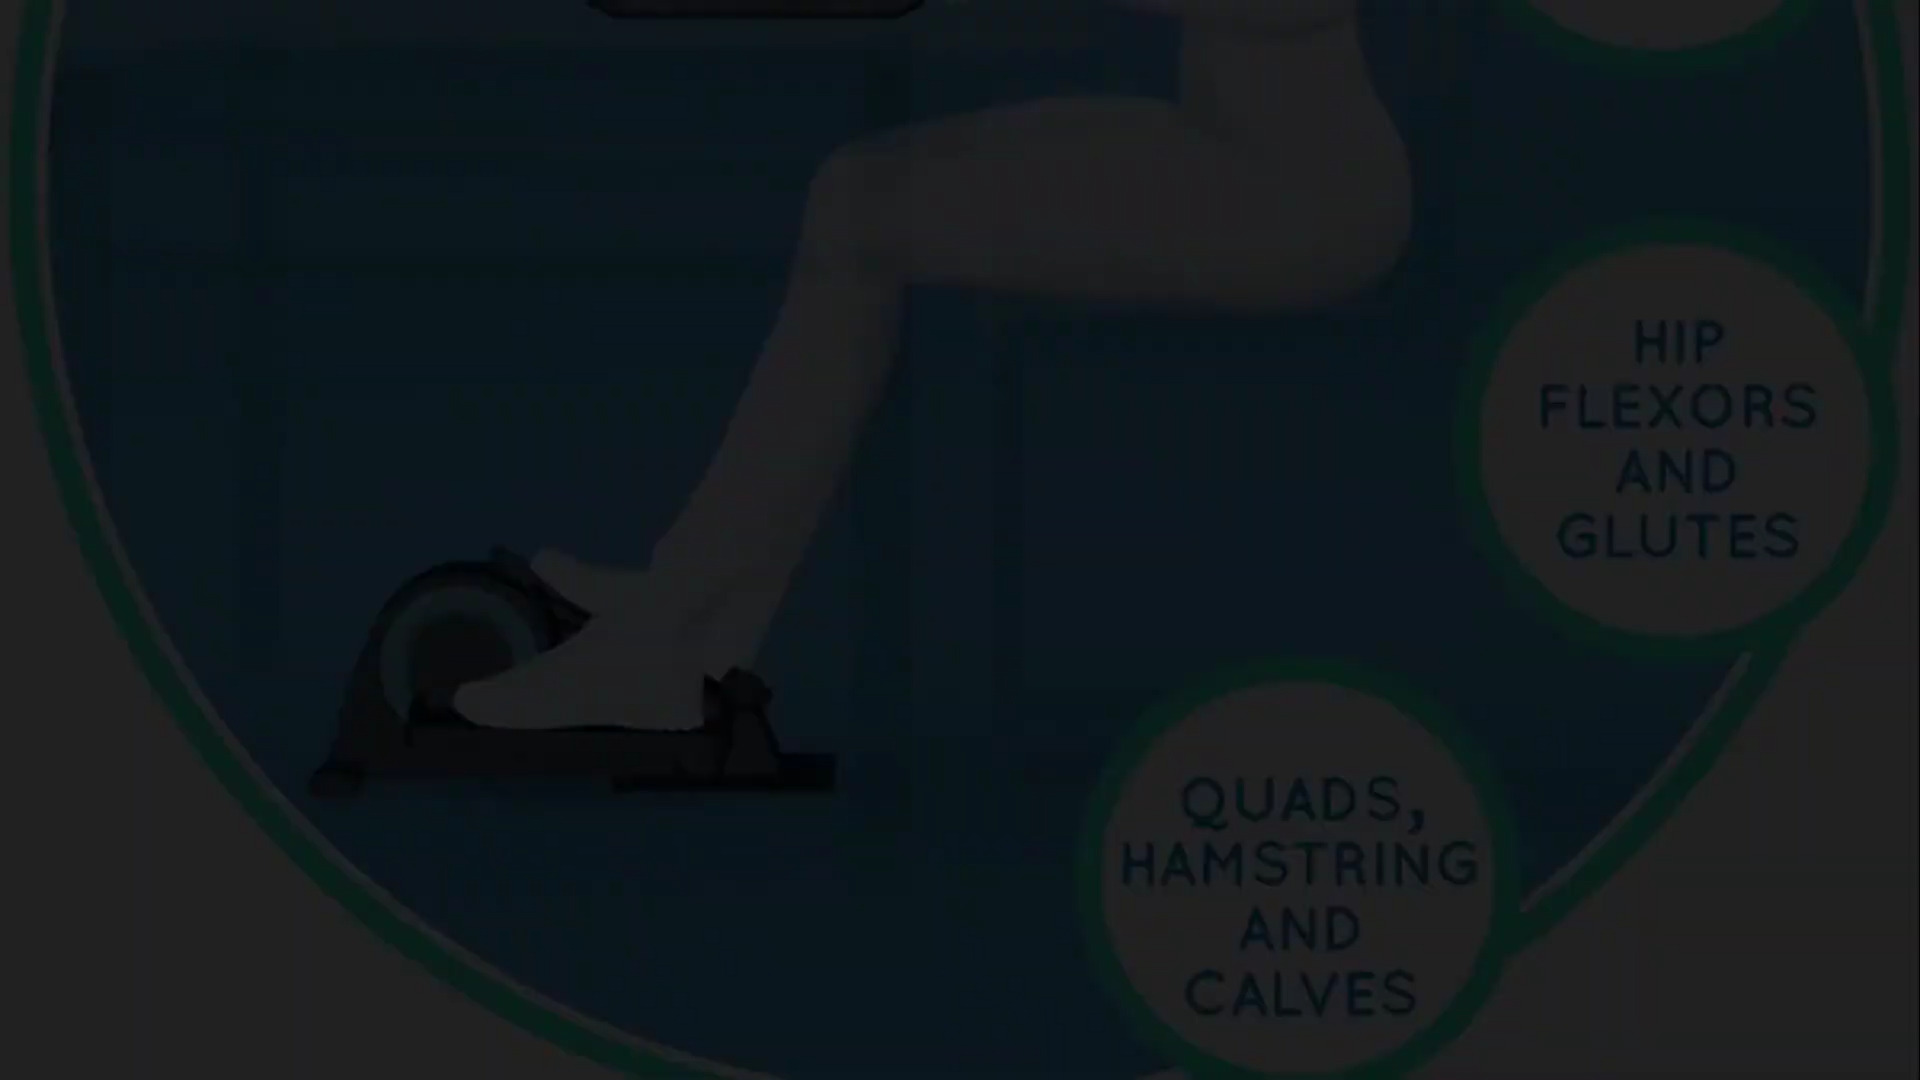 HIP
FLEXORS
AND
GLUTES
QUADS,
HAMSTRING
AND
CALVES